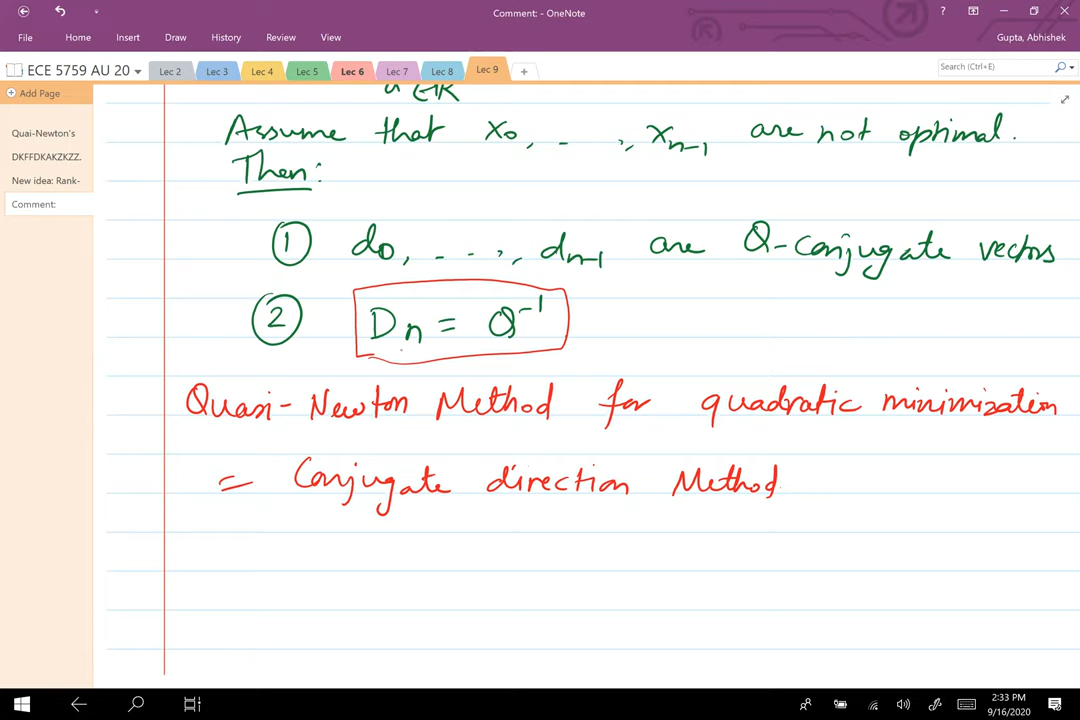 Comment: - OneNote
Gupta, Abhishek
File Home Insert Draw History Review View
ECE 5759 AU 20
Lec 2 Lec 3 Lec 4 Lec 5 Lec 6 Lec 7 Lec 8 Lec 9
Search (Ctrl+E)
Add Page
Quai-Newton's
DKFFDKAKZKZZ.
New idea: Rank-
Comment:
Assume that x₀, - - ., xₙ₋₁ are not optimal.
Then:
① d₀, - - -, dₙ₋₁ are Q-conjugate vectors
② Dₙ = Q⁻¹
Quasi-Newton Method for quadratic minimization
= Conjugate direction Method
2:33 PM
9/16/2020